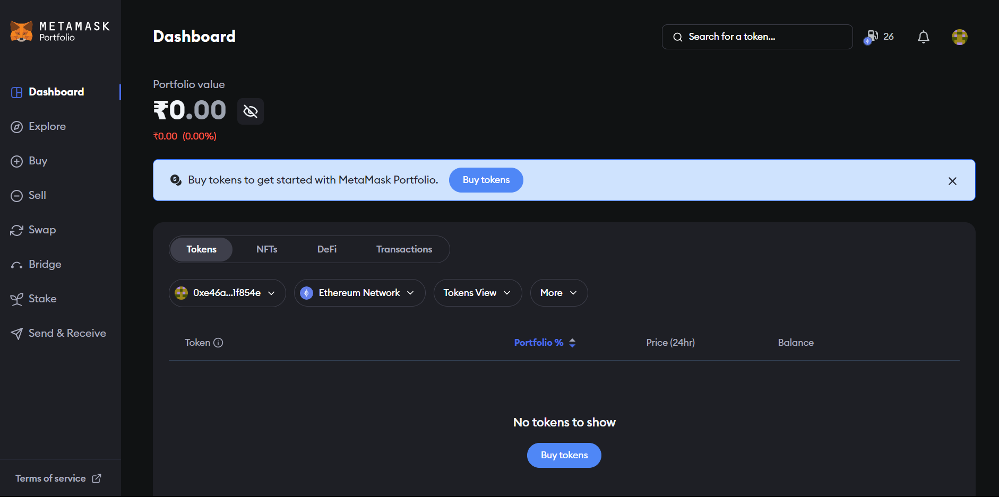 METAMASK
Portfolio
Dashboard
Explore
Buy
Sell
Swap
Bridge
Stake
Send & Receive
Terms of service
Dashboard
Search for a token...
26
Portfolio value
₹0.00
₹0.00 (0.00%)
Buy tokens to get started with MetaMask Portfolio.
Buy tokens
Tokens NFTs DeFi Transactions
0xe46a...1f854e Ethereum Network Tokens View More
Token Portfolio % Price (24hr) Balance
No tokens to show
Buy tokens